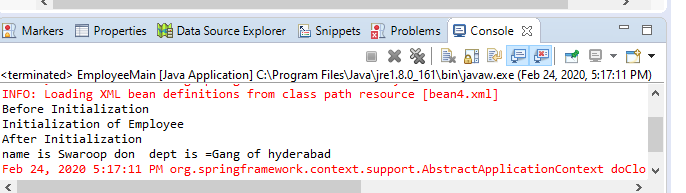 Markers Properties Data Source Explorer Snippets Problems Console
<terminated> EmployeeMain [Java Application] C:\Program Files\Java\jre1.8.0_161\bin\javaw.exe (Feb 24, 2020, 5:17:11 PM)
INFO: Loading XML bean definitions from class path resource [bean4.xml]
Before Initialization
Initialization of Employee
After Initialization
name is Swaroop don  dept is =Gang of hyderabad
Feb 24, 2020 5:17:11 PM org.springframework.context.support.AbstractApplicationContext doClo